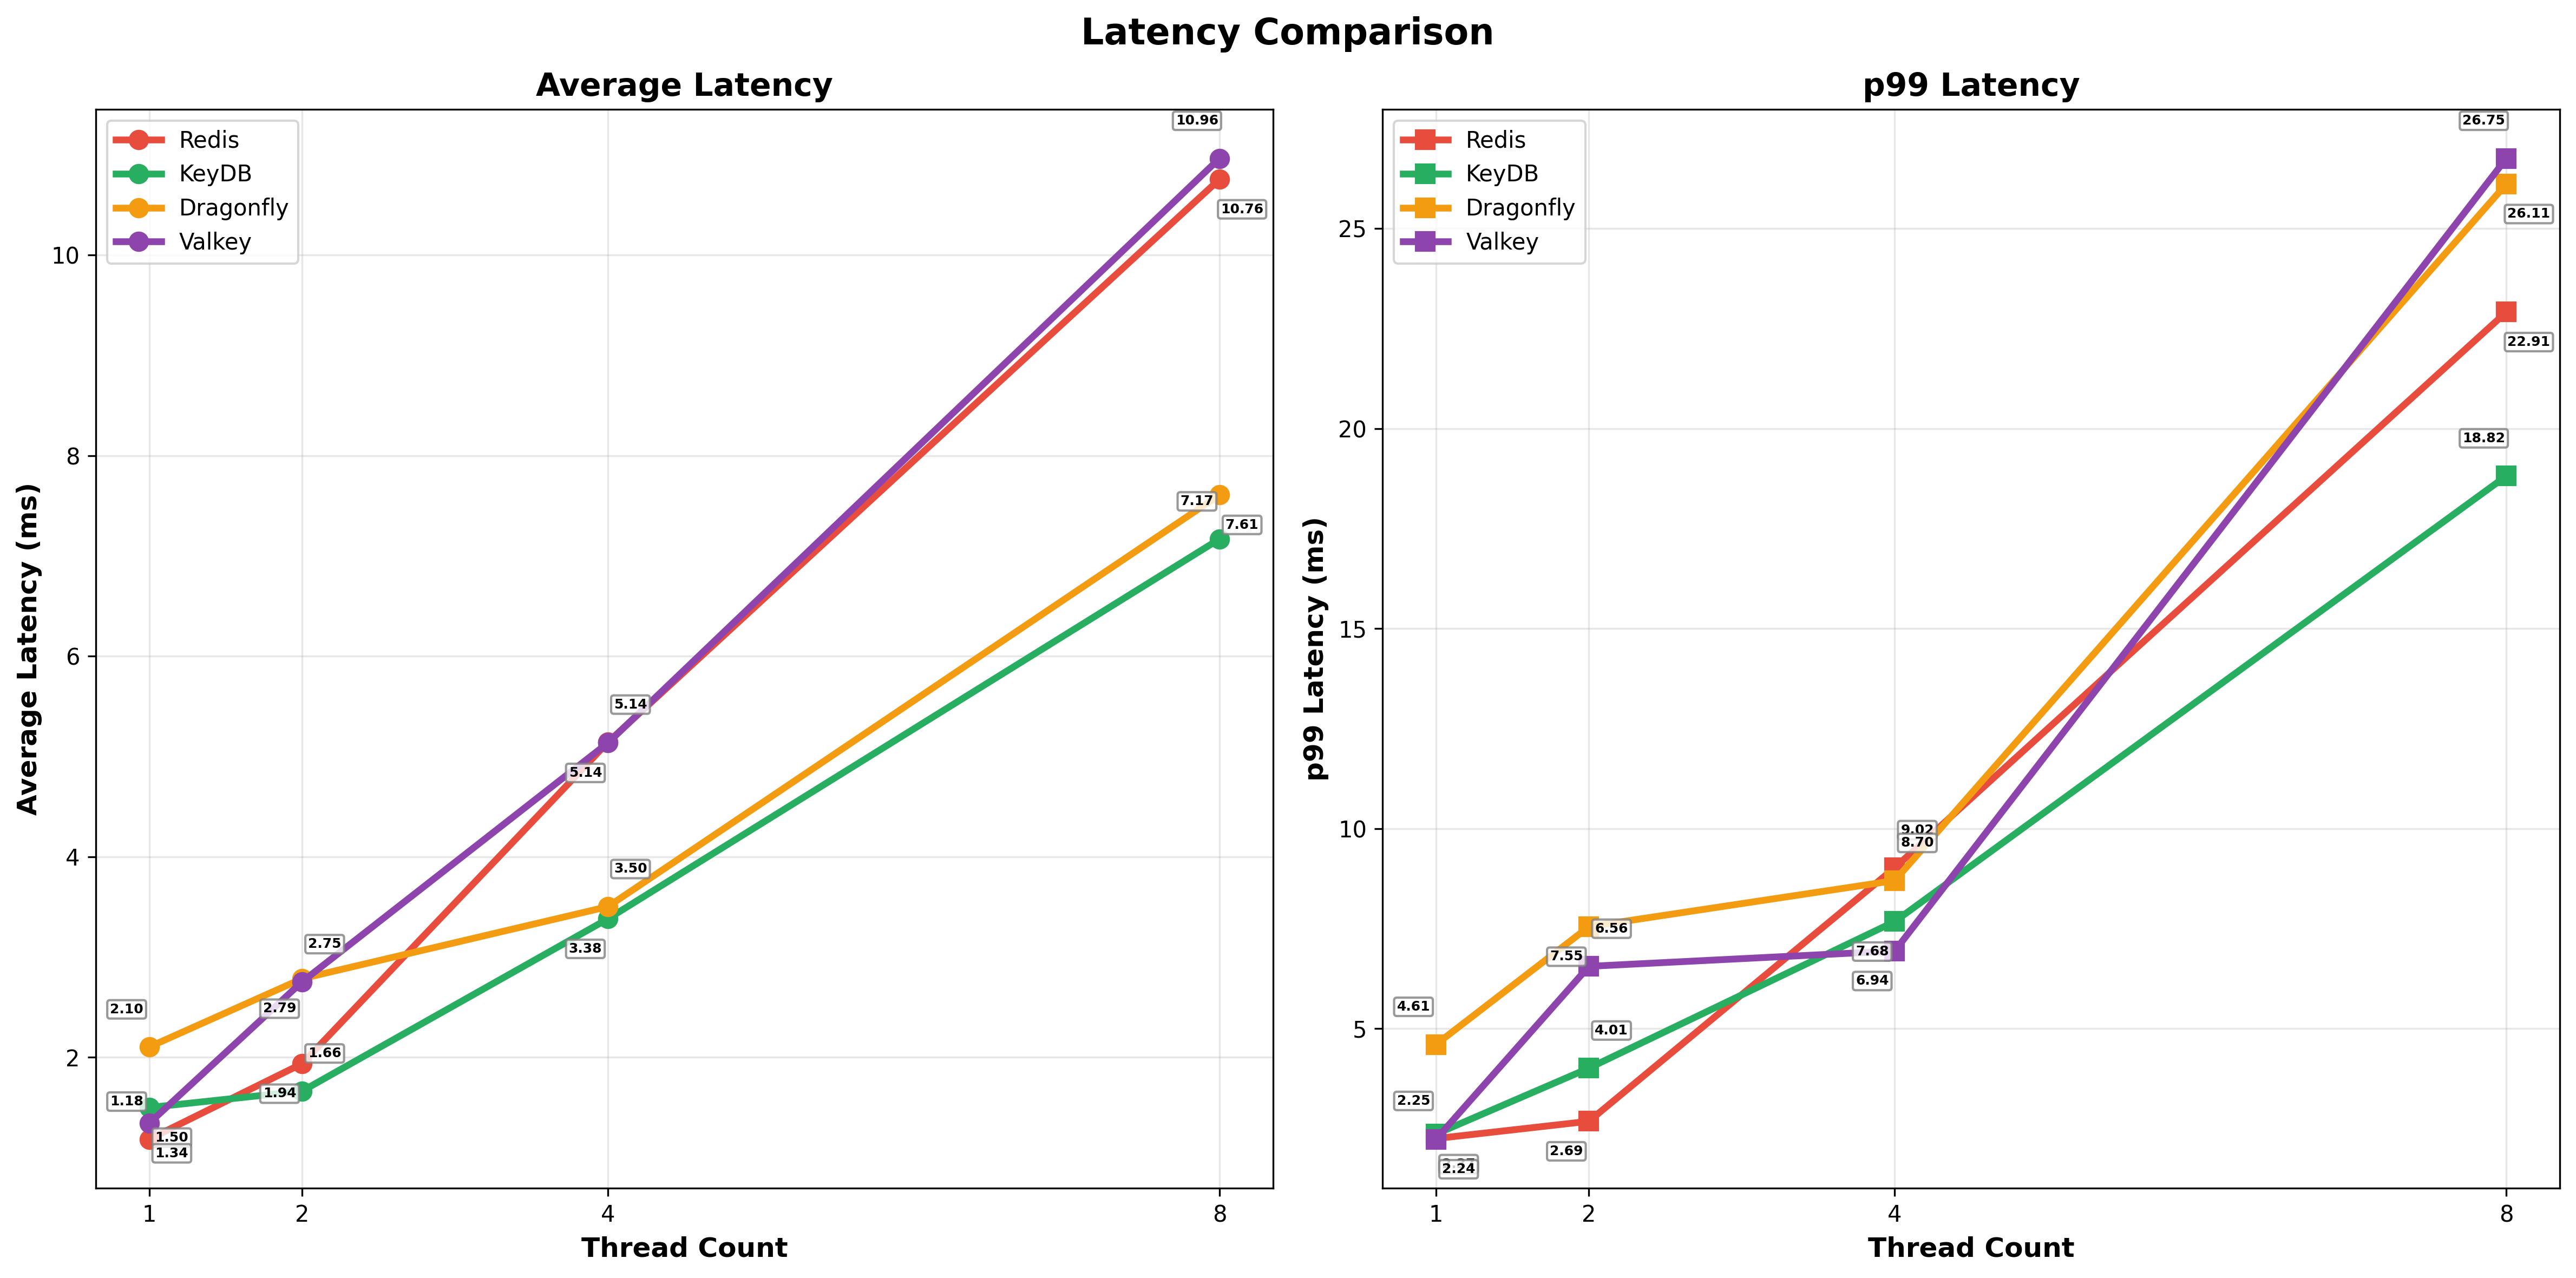 Latency Comparison
Average Latency
Redis
KeyDB
Dragonfly
Valkey
10.96
10.76
7.17
7.61
5.14
5.14
3.50
3.38
2.75
2.79
2.10
1.66
1.94
1.18
1.50
1.34
10
8
6
4
2
Average Latency (ms)
1 2 4 8
Thread Count
p99 Latency
Redis
KeyDB
Dragonfly
Valkey
26.75
26.11
22.91
18.82
9.02
8.70
6.56
7.55
7.68
6.94
4.61
4.01
2.25
2.69
2.24
25
20
15
10
5
p99 Latency (ms)
1 2 4 8
Thread Count